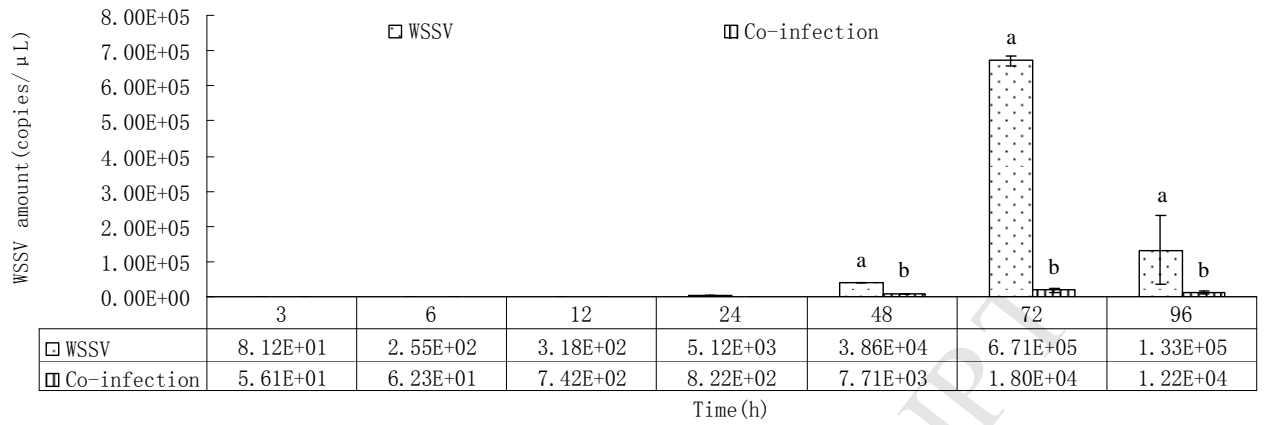 8.00E+05
7.00E+05
6.00E+05
5.00E+05
4.00E+05
3.00E+05
2.00E+05
1.00E+05
0.00E+00
WSSV amount(copies/μL)
WSSV Co-infection
a
a
a
b
b
b
3 6 12 24 48 72 96
WSSV 8.12E+01 2.55E+02 3.18E+02 5.12E+03 3.86E+04 6.71E+05 1.33E+05
Co-infection 5.61E+01 6.23E+01 7.42E+02 8.22E+02 7.71E+03 1.80E+04 1.22E+04
Time(h)